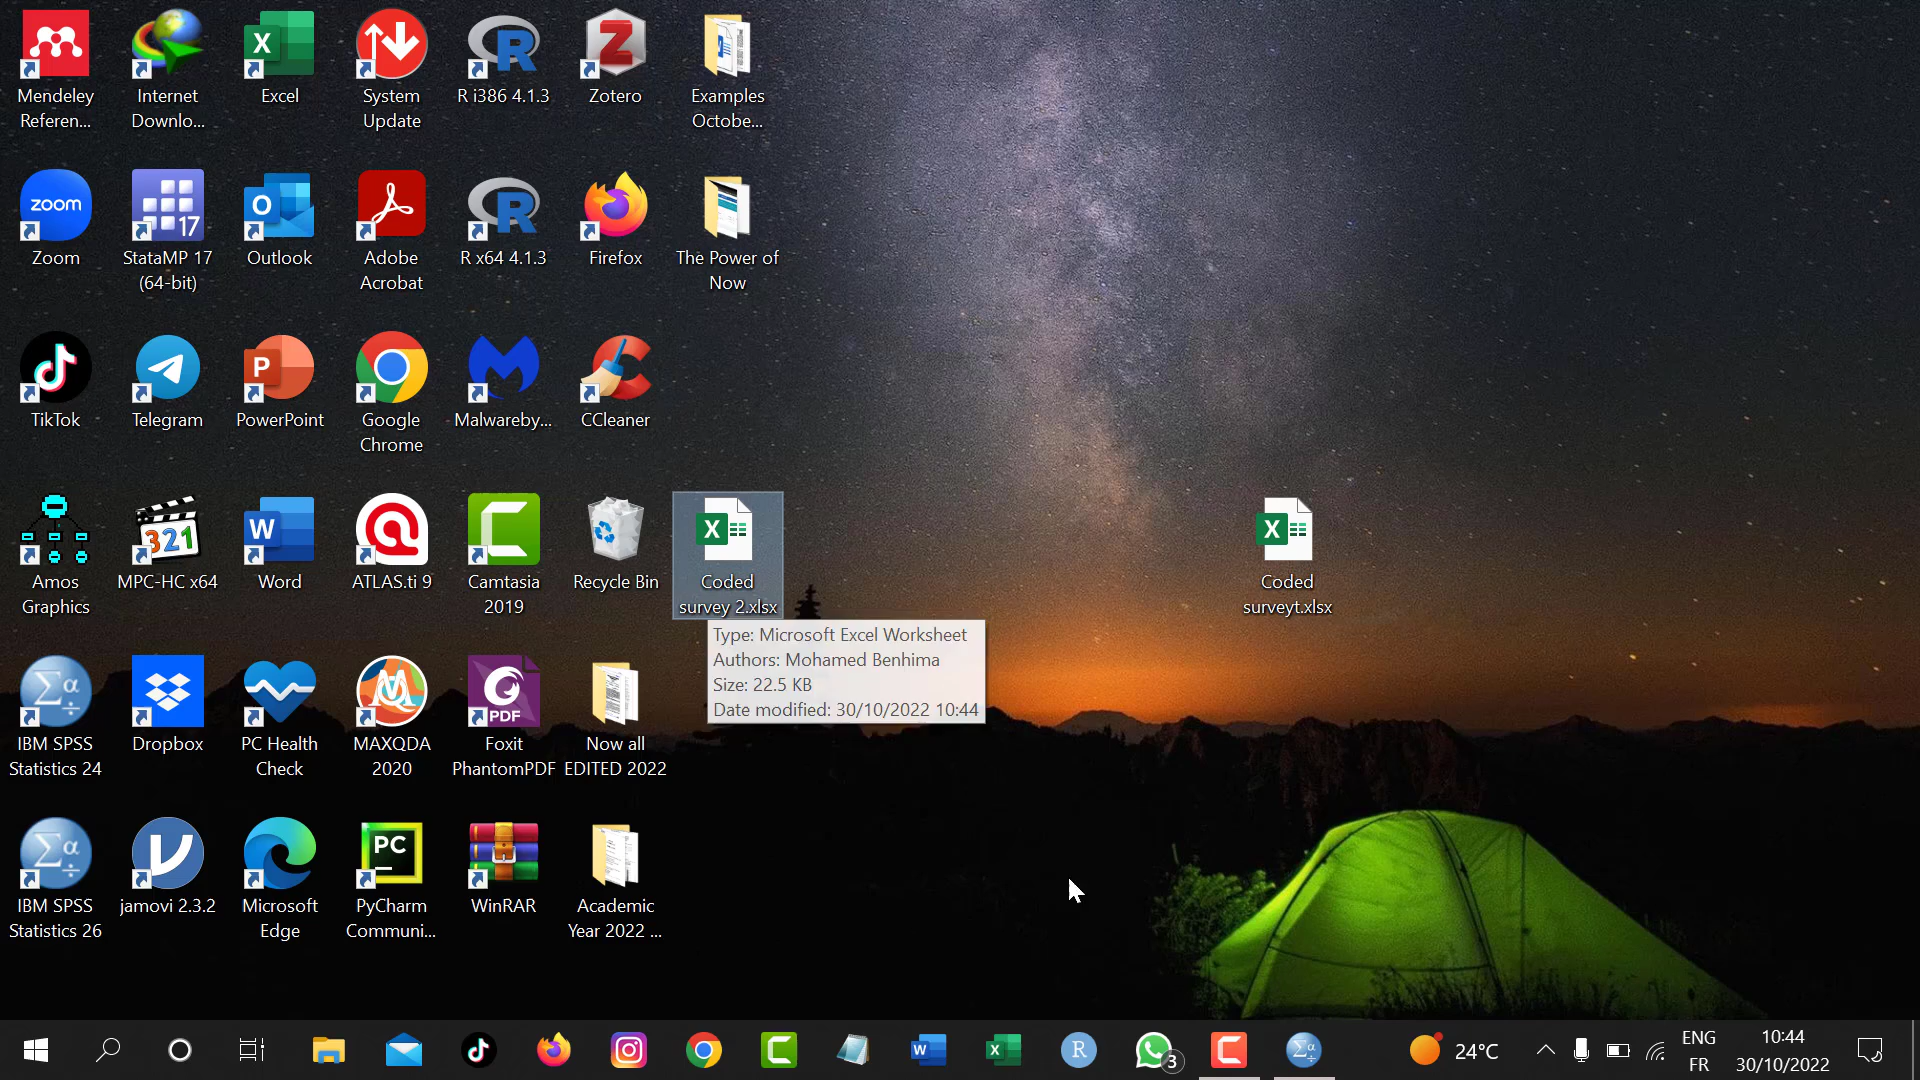 Mendeley
Referen...
Internet
Downlo...
Excel
System
Update
R i386 4.1.3
Zotero
Examples
Octobe...
zoom
Zoom
17
StataMP 17
(64-bit)
Outlook
Adobe
Acrobat
R x64 4.1.3
Firefox
The Power of
Now
TikTok
Telegram
PowerPoint
Google
Chrome
Malwareby...
CCleaner
Amos
Graphics
321
MPC-HC x64
Word
ATLAS.ti 9
Camtasia
2019
Recycle Bin
Coded
survey 2.xlsx
Coded
surveyt.xlsx
Type: Microsoft Excel Worksheet
Authors: Mohamed Benhima
Size: 22.5 KB
Date modified: 30/10/2022 10:44
IBM SPSS
Statistics 24
Dropbox
PC Health
Check
MAXQDA
2020
PDF
Foxit
PhantomPDF
Now all
EDITED 2022
IBM SPSS
Statistics 26
jamovi 2.3.2
Microsoft
Edge
PC
PyCharm
Communi...
WinRAR
Academic
Year 2022 ...
3
24°C
ENG
FR
10:44
30/10/2022